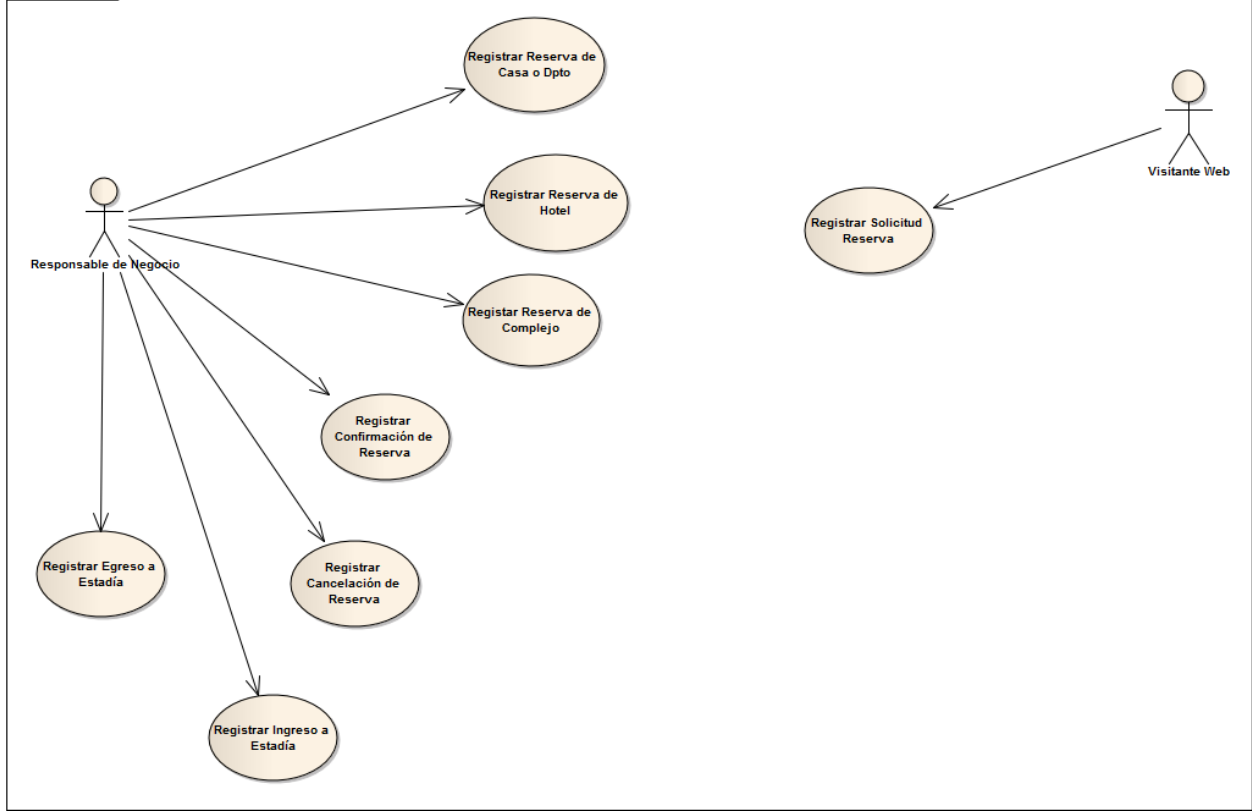 Registrar Reserva de
Casa o Dpto
Visitante Web
Registrar Reserva de
Hotel
Registrar Solicitud
Reserva
Responsable de Negocio
Registar Reserva de
Complejo
Registrar
Confirmación de
Reserva
Registrar Egreso a
Estadía
Registrar
Cancelación de
Reserva
Registrar Ingreso a
Estadía